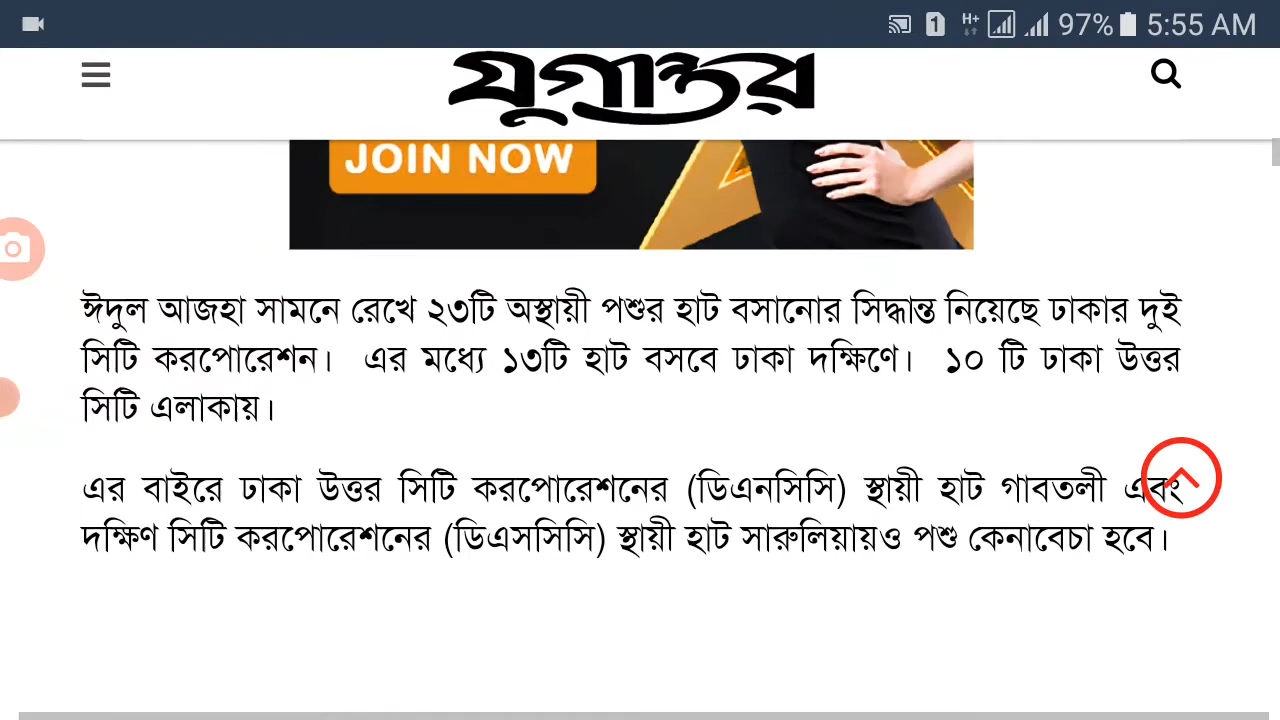 1 H+ 97% 5:55 AM
যুগান্তর
JOIN NOW
ঈদুল আজহা সামনে রেখে ২৩টি অস্থায়ী পশুর হাট বসানোর সিদ্ধান্ত নিয়েছে ঢাকার দুই
সিটি করপোরেশন। এর মধ্যে ১৩টি হাট বসবে ঢাকা দক্ষিণে। ১০ টি ঢাকা উত্তর
সিটি এলাকায়।
এর বাইরে ঢাকা উত্তর সিটি করপোরেশনের (ডিএনসিসি) স্থায়ী হাট গাবতলী এবং
দক্ষিণ সিটি করপোরেশনের (ডিএসসিসি) স্থায়ী হাট সারুলিয়ায়ও পশু কেনাবেচা হবে।